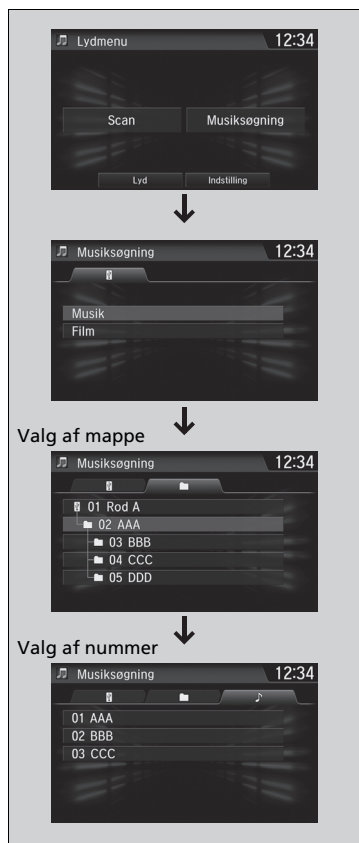 Lydmenu 12:34
Scan Musiksøgning
Lyd Indstilling
Musiksøgning 12:34
Musik
Film
Valg af mappe
Musiksøgning 12:34
01 Rod A
02 AAA
03 BBB
04 CCC
05 DDD
Valg af nummer
Musiksøgning 12:34
01 AAA
02 BBB
03 CCC